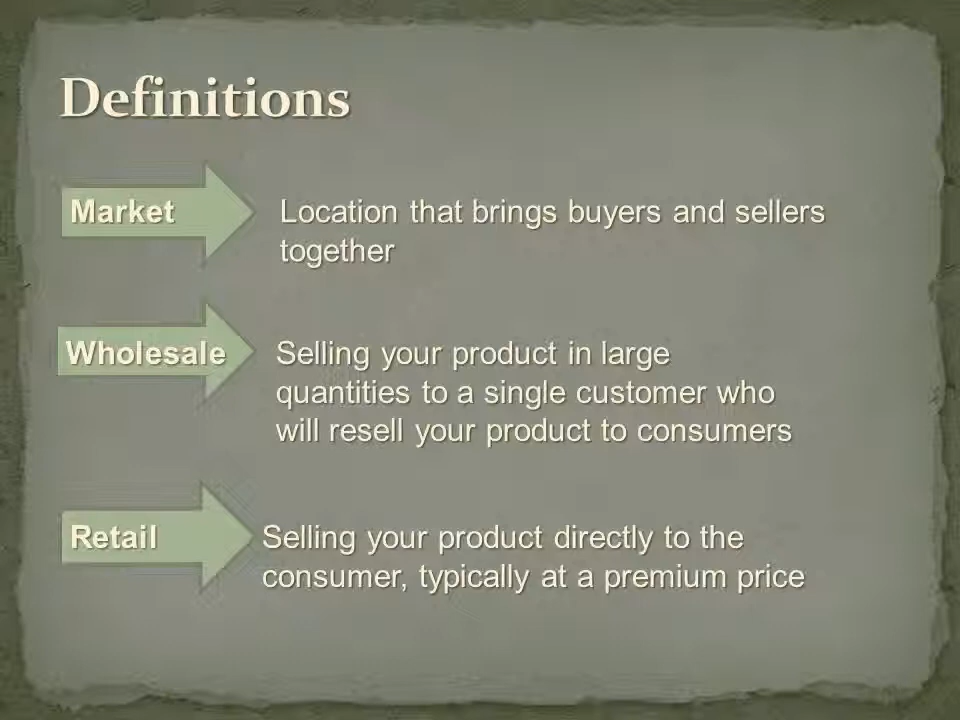 Definitions
Market
Location that brings buyers and sellers
together
Wholesale
Selling your product in large
quantities to a single customer who
will resell your product to consumers
Retail
Selling your product directly to the
consumer, typically at a premium price